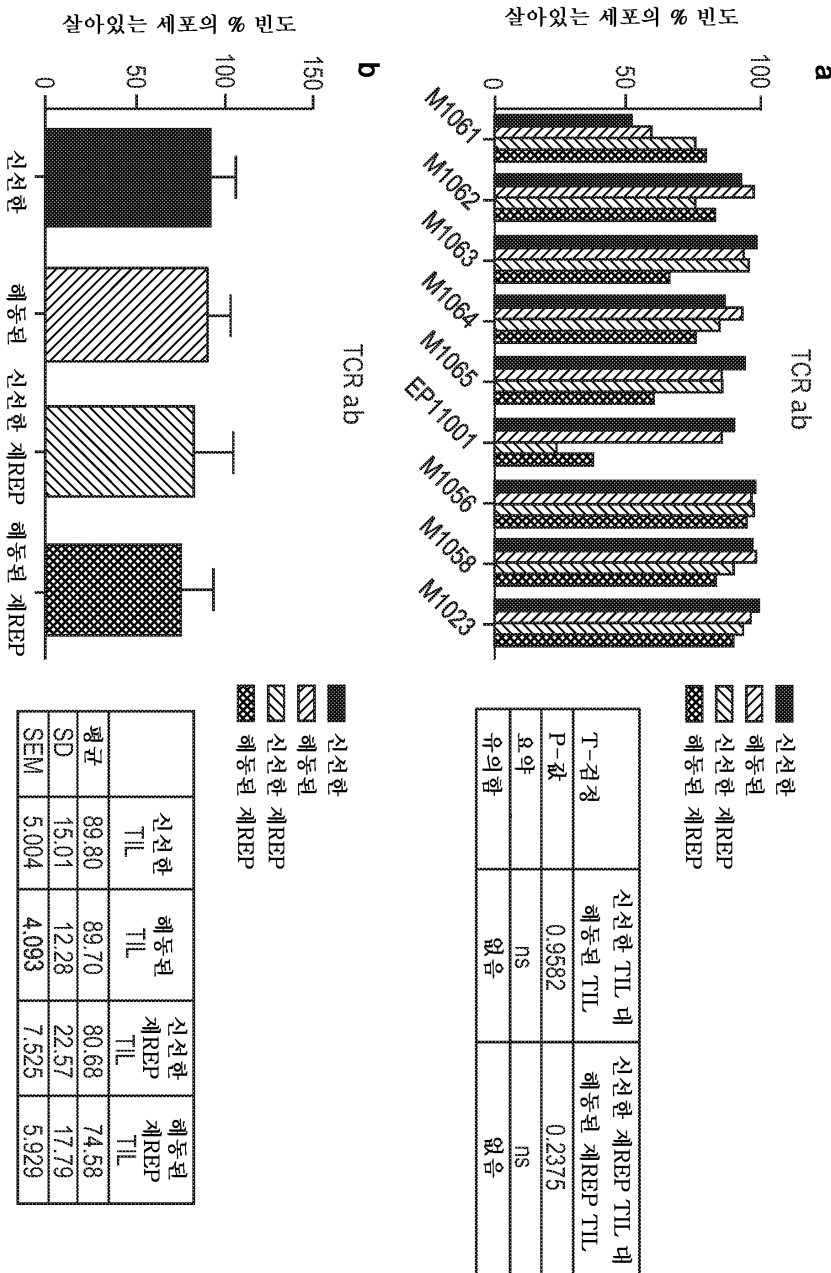 a
TCR ab
살아있는 세포의 % 빈도
100
50
0
M1061
M1062
M1063
M1064
M1065
EP11001
M1056
M1058
M1023
신선한
해동된
신선한 재REP
해동된 재REP
T-검정
신선한 TIL 대
해동된 TIL
신선한 재REP TIL 대
해동된 재REP TIL
P-값
0.9582
0.2375
요약
ns
ns
유의함
없음
없음
b
TCR ab
살아있는 세포의 % 빈도
150
100
50
0
신선한
해동된
신선한 재REP
해동된 재REP
신선한
해동된
신선한 재REP
해동된 재REP
신선한
TIL
해동된
TIL
신선한
재REP
TIL
해동된
재REP
TIL
평균
89.80
89.70
80.68
74.58
SD
15.01
12.28
22.57
17.79
SEM
5.004
4.093
7.525
5.929